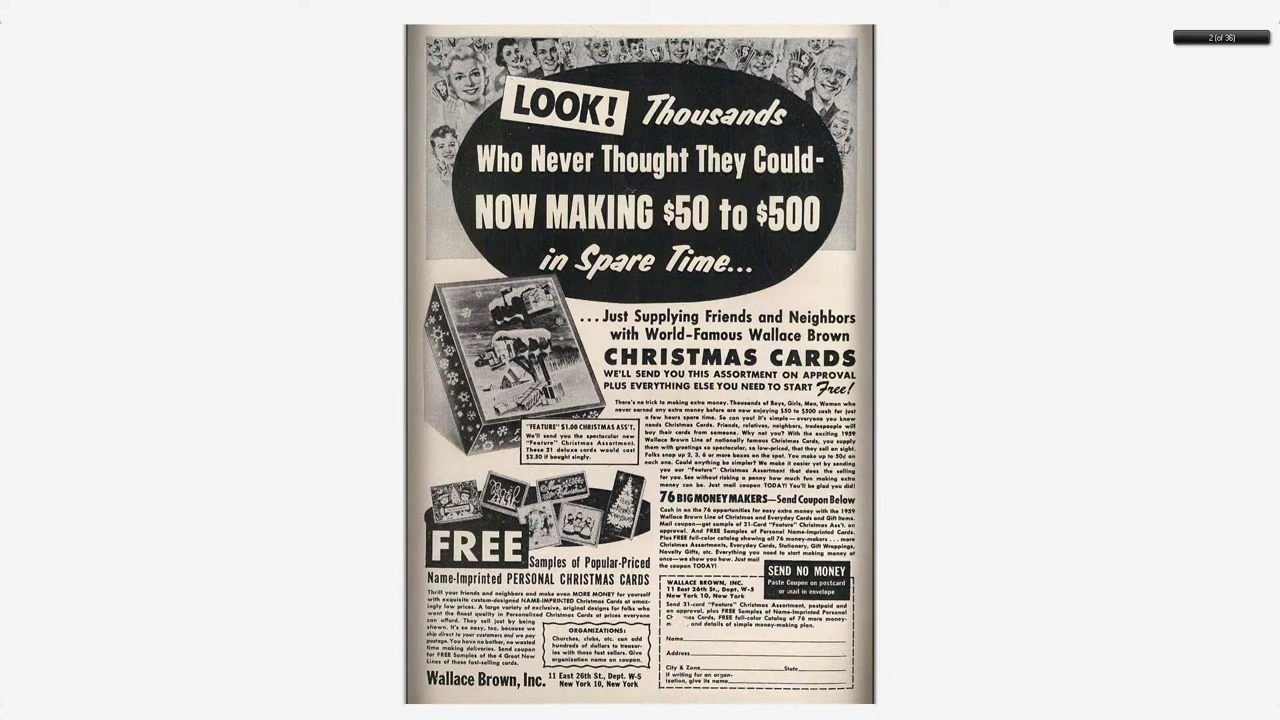 2 (of 36)
LOOK! Thousands
Who Never Thought They Could-
NOW MAKING $50 to $500
in Spare Time...
...Just Supplying Friends and Neighbors
with World-Famous Wallace Brown
CHRISTMAS CARDS
WE'LL SEND YOU THIS ASSORTMENT ON APPROVAL
PLUS EVERYTHING ELSE YOU NEED TO START Free!
There's no trick to making extra money. Thousands of Boys, Girls, Men, Women who
never earned any extra money before are now enjoying $50 to $500 cash for just
a few hours spare time. So can you! It's simple—everyone you know
needs Christmas Cards. Friends, relatives, neighbors, tradespeople will
buy their cards from someone. Why not you? With the exciting 1959
Wallace Brown Line of nationally famous Christmas Cards, you supply
them with greetings so spectacular, so low-priced, that they sell on sight.
Folks snap up 2, 3, 6 or more boxes on the spot. You make up to 50¢ on
each one. Could anything be simpler? We make it easier yet by sending
you our "Feature" Christmas Assortment that does the selling
for you. See without risking a penny how much fun making extra
money can be. Just mail coupon TODAY! You'll be glad you did!
"FEATURE" $1.00 CHRISTMAS ASS'T.
We'll send you the spectacular new
"Feature" Christmas Assortment.
These 21 deluxe cards would cost
$2.50 if bought singly.
76 BIG MONEY MAKERS—Send Coupon Below
Cash in on the 76 opportunities for easy extra money with the 1959
Wallace Brown Line of Christmas and Everyday Cards and Gift Items.
Mail coupon—get sample of 21-Card "Feature" Christmas Ass't. on
approval. And FREE Samples of Personal Name-Imprinted Cards.
Plus FREE full-color catalog showing all 76 money-makers ... more
Christmas Assortments, Everyday Cards, Stationery, Gift Wrappings,
Novelty Gifts, etc. Everything you need to start making money at
once—we show you how. Just mail
the coupon TODAY!
FREE Samples of Popular-Priced
Name-Imprinted PERSONAL CHRISTMAS CARDS
Thrill your friends and neighbors and make even MORE MONEY for yourself
with exquisite custom-designed NAME-IMPRINTED Christmas Cards at amaz-
ingly low prices. A large variety of exclusive, original designs for folks who
want the finest quality in Personalized Christmas Cards at prices everyone
can afford. They sell just by being
shown. It's so easy, too, because we
ship direct to your customers and we pay
postage. You have no bother, no wasted
time making deliveries. Send coupon
for FREE Samples of the 4 Great New
Lines of these fast-selling cards.
ORGANIZATIONS:
Churches, clubs, etc. can add
hundreds of dollars to treasur-
ies with these fast sellers. Give
organization name on coupon.
Wallace Brown, Inc. 11 East 26th St., Dept. W-5
New York 10, New York
SEND NO MONEY
Paste Coupon on postcard
or mail in envelope
WALLACE BROWN, INC.
11 East 26th St., Dept. W-5
New York 10, New York
Send 21-card "Feature" Christmas Assortment, postpaid and
on approval, plus FREE Samples of Name-Imprinted Personal
mas Cards, FREE full-color Catalog of 76 more money-
and details of simple money-making plan.
Name
Address
City & Zone State
If writing for an organ-
ization, give its name